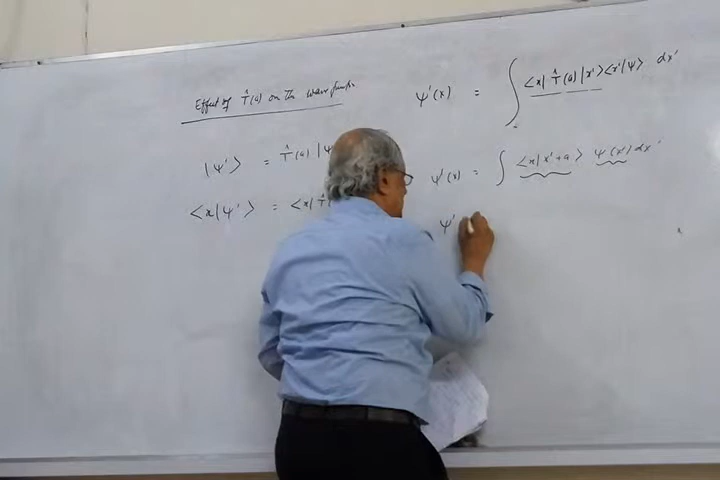 Effect of T̂(a) on the wave function
|ψ'⟩ = T̂(a) |ψ
⟨x|ψ'⟩ = ⟨x|T̂(
ψ'(x) = ∫ ⟨x| T̂(a) |x'⟩⟨x'|ψ⟩ dx'
ψ'(x) = ∫ ⟨x|x'+a⟩ ψ(x') dx'
ψ'